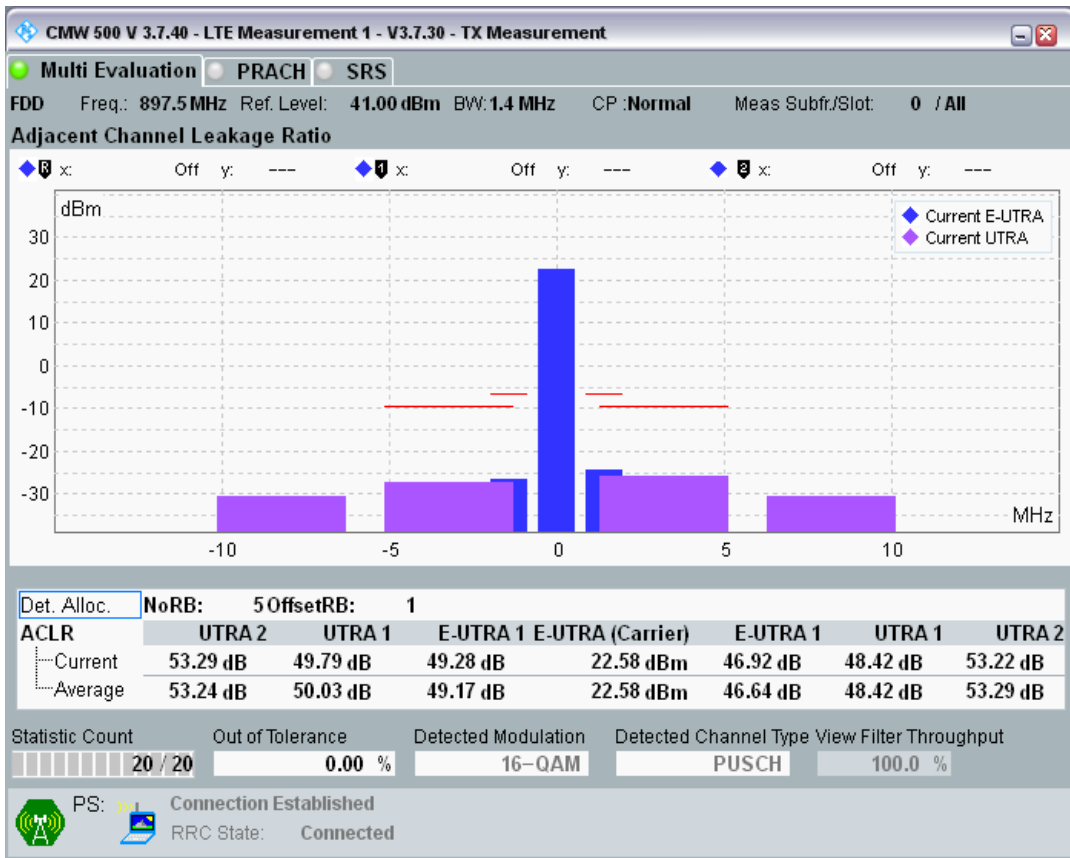 CMW 500 V 3.7.40 - LTE Measurement 1 - V3.7.30 - TX Measurement
Multi Evaluation PRACH SRS
FDD Freq.: 897.5 MHz Ref. Level: 41.00 dBm BW: 1.4 MHz CP :Normal Meas Subfr./Slot: 0 / All
Adjacent Channel Leakage Ratio
R x: Off y: --- 1 x: Off y: --- 2 x: Off y: ---
dBm
Current E-UTRA
Current UTRA
30
20
10
0
-10
-20
-30
MHz
-10 -5 0 5 10
Det. Alloc. NoRB: 5 OffsetRB: 1
ACLR UTRA 2 UTRA 1 E-UTRA 1 E-UTRA (Carrier) E-UTRA 1 UTRA 1 UTRA 2
Current 53.29 dB 49.79 dB 49.28 dB 22.58 dBm 46.92 dB 48.42 dB 53.22 dB
Average 53.24 dB 50.03 dB 49.17 dB 22.58 dBm 46.64 dB 48.42 dB 53.29 dB
Statistic Count Out of Tolerance Detected Modulation Detected Channel Type View Filter Throughput
20 / 20 0.00 % 16-QAM PUSCH 100.0 %
PS: Connection Established
RRC State: Connected